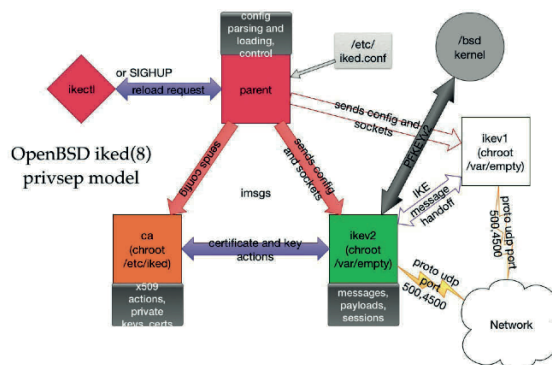 config
parsing and
loading,
control
/etc/
iked.conf
/bsd
kernel
ikectl
or SIGHUP
reload request
parent
sends config and
sockets
PFKEYv2
OpenBSD iked(8)
privsep model
sends config
sends config
and sockets
imsgs
ikev1
(chroot
/var/empty)
IKE
message
handoff
ca
(chroot
/etc/iked)
certificate and key
actions
ikev2
(chroot
/var/empty)
proto udp port
500,4500
x509
actions,
private
keys, certs
messages,
payloads,
sessions
proto udp
port
500,4500
Network